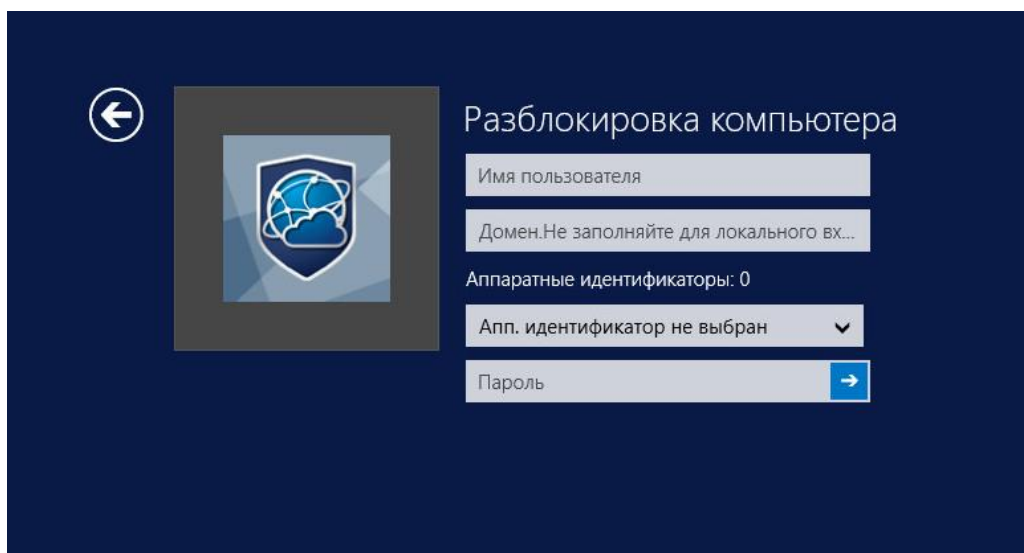 Разблокировка компьютера
Имя пользователя
Домен.Не заполняйте для локального вх...
Аппаратные идентификаторы: 0
Апп. идентификатор не выбран
Пароль